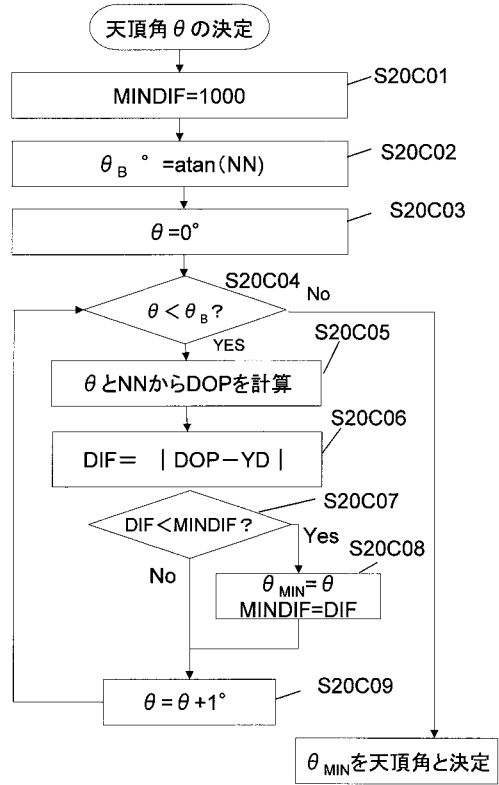 天頂角θの決定
S20C01
MINDIF=1000
S20C02
θB °=atan(NN)
S20C03
θ=0°
S20C04
θ<θB?
No
YES
S20C05
θとNNからDOPを計算
S20C06
DIF= |DOP-YD|
S20C07
DIF<MINDIF?
Yes
S20C08
No
θMIN=θ
MINDIF=DIF
S20C09
θ=θ+1°
θMINを天頂角と決定